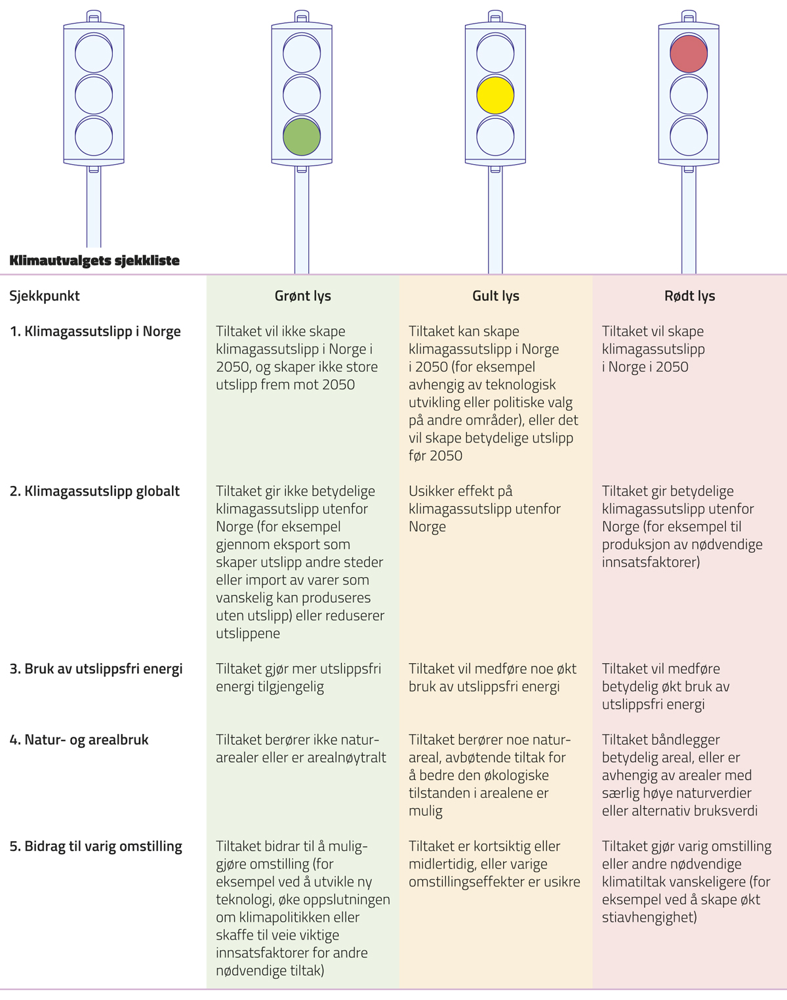 Klimautvalgets sjekkliste
Sjekkpunkt
Grønt lys
Gult lys
Rødt lys
1. Klimagassutslipp i Norge
Tiltaket vil ikke skape
klimagassutslipp i Norge i
2050, og skaper ikke store
utslipp frem mot 2050
Tiltaket kan skape
klimagassutslipp i Norge
i 2050 (for eksempel
avhengig av teknologisk
utvikling eller politiske valg
på andre områder), eller det
vil skape betydelige utslipp
før 2050
Tiltaket vil skape
klimagassutslipp
i Norge i 2050
2. Klimagassutslipp globalt
Tiltaket gir ikke betydelige
klimagassutslipp utenfor
Norge (for eksempel
gjennom eksport som
skaper utslipp andre steder
eller import av varer som
vanskelig kan produseres
uten utslipp) eller reduserer
utslippene
Usikker effekt på
klimagassutslipp utenfor
Norge
Tiltaket gir betydelige
klimagassutslipp utenfor
Norge (for eksempel til
produksjon av nødvendige
innsatsfaktorer)
3. Bruk av utslippsfri energi
Tiltaket gjør mer utslippsfri
energi tilgjengelig
Tiltaket vil medføre noe økt
bruk av utslippsfri energi
Tiltaket vil medføre
betydelig økt bruk av
utslippsfri energi
4. Natur- og arealbruk
Tiltaket berører ikke natur-
arealer eller er arealnøytralt
Tiltaket berører noe natur-
areal, avbøtende tiltak for
å bedre den økologiske
tilstanden i arealene er
mulig
Tiltaket båndlegger
betydelig areal, eller er
avhengig av arealer med
særlig høye naturverdier
eller alternativ bruksverdi
5. Bidrag til varig omstilling
Tiltaket bidrar til å mulig-
gjøre omstilling (for
eksempel ved å utvikle ny
teknologi, øke oppslutningen
om klimapolitikken eller
skaffe til veie viktige
innsatsfaktorer for andre
nødvendige tiltak)
Tiltaket er kortsiktig eller
midlertidig, eller varige
omstillingseffekter er usikre
Tiltaket gjør varig omstilling
eller andre nødvendige
klimatiltak vanskeligere (for
eksempel ved å skape økt
stiavhengighet)